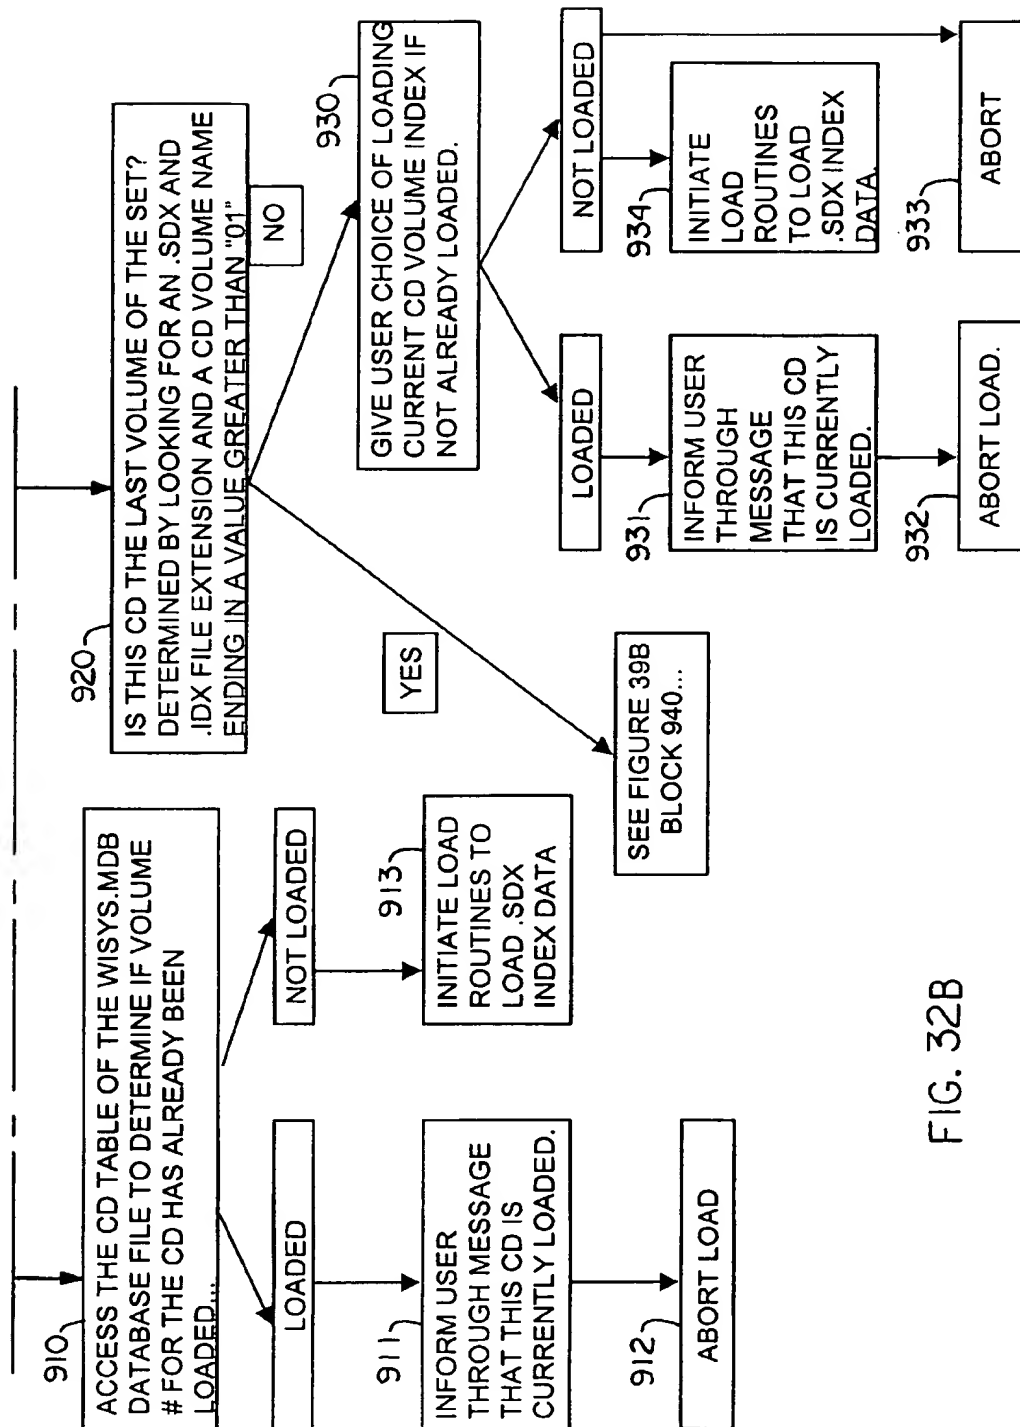 910
ACCESS THE CD TABLE OF THE WISYS.MDB
DATABASE FILE TO DETERMINE IF VOLUME
# FOR THE CD HAS ALREADY BEEN
LOADED...
LOADED
NOT LOADED
911
INFORM USER
THROUGH MESSAGE
THAT THIS CD IS
CURRENTLY LOADED.
913
INITIATE LOAD
ROUTINES TO
LOAD .SDX
INDEX DATA
912
ABORT LOAD
920
IS THIS CD THE LAST VOLUME OF THE SET?
DETERMINED BY LOOKING FOR AN .SDX AND
.IDX FILE EXTENSION AND A CD VOLUME NAME
ENDING IN A VALUE GREATER THAN "01"
YES
NO
SEE FIGURE 39B
BLOCK 940...
930
GIVE USER CHOICE OF LOADING
CURRENT CD VOLUME INDEX IF
NOT ALREADY LOADED.
LOADED
NOT LOADED
931
INFORM USER
THROUGH
MESSAGE
THAT THIS CD
IS CURRENTLY
LOADED.
934
INITIATE
LOAD
ROUTINES
TO LOAD
.SDX INDEX
DATA.
932
ABORT LOAD.
933
ABORT
FIG. 32B